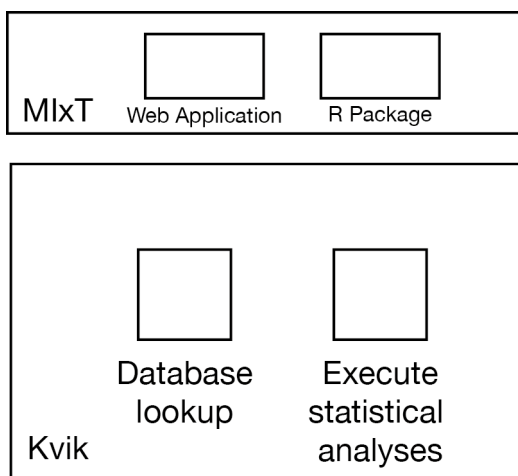 MIxT
Web Application
R Package
Database
lookup
Execute
statistical
analyses
Kvik